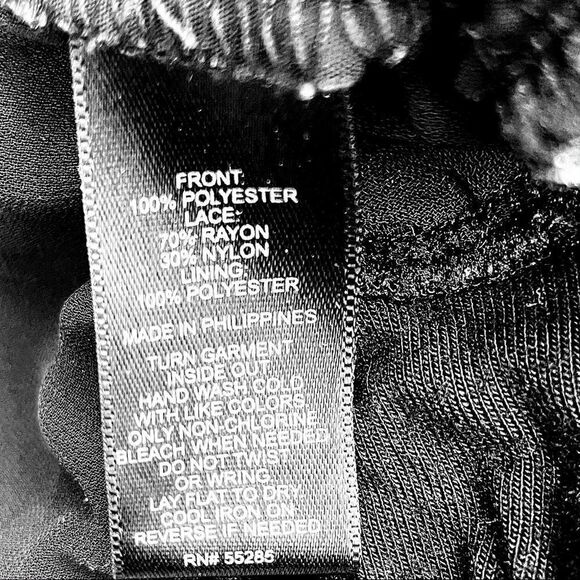 FRONT:
100% POLYESTER
LACE:
70% RAYON
30% NYLON
LINING:
100% POLYESTER
MADE IN PHILIPPINES
TURN GARMENT
INSIDE OUT
HAND WASH COLD
WITH LIKE COLORS
ONLY NON-CHLORINE
BLEACH WHEN NEEDED
DO NOT TWIST
OR WRING,
LAY FLAT TO DRY
COOL IRON ON
REVERSE IF NEEDED
RN# 55285